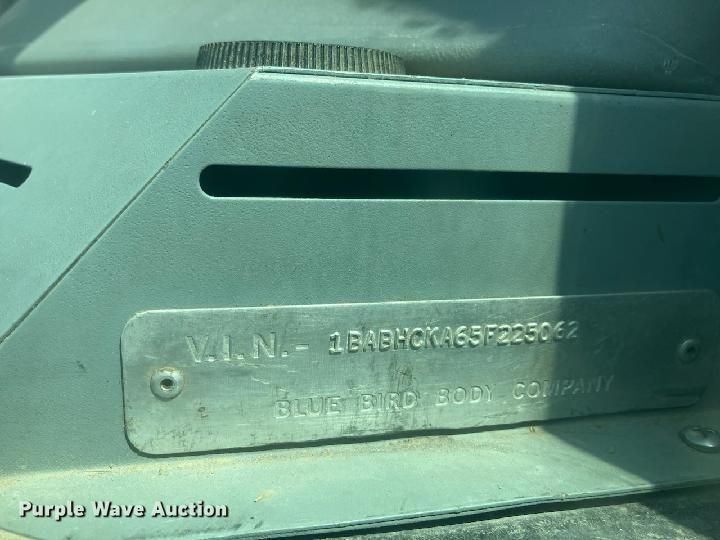 V.I.N.- 1BABHCKA65F225062
BLUE BIRD BODY COMPANY
Purple Wave Auction